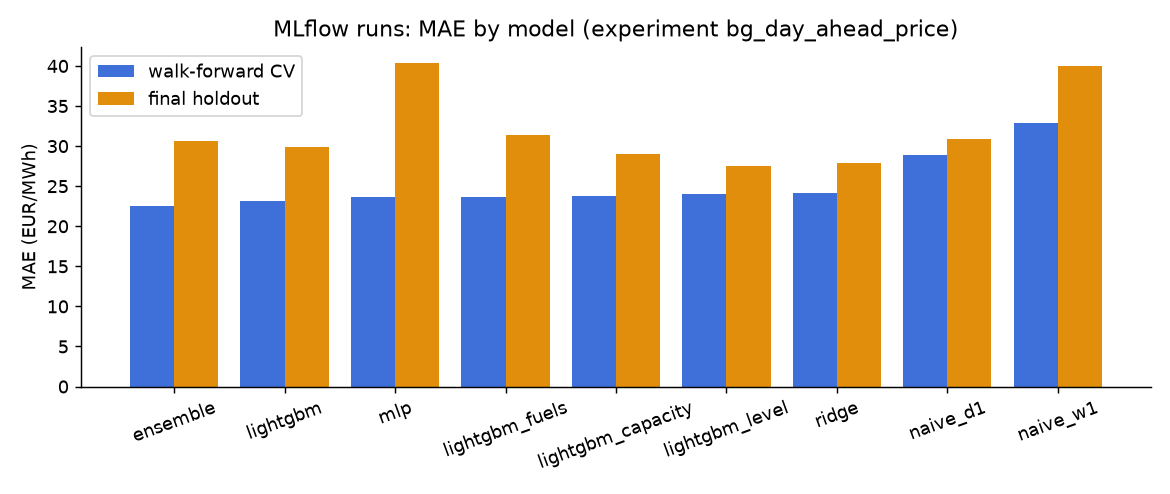 MLflow runs: MAE by model (experiment bg_day_ahead_price)
walk-forward CV
final holdout
MAE (EUR/MWh)
40
35
30
25
20
15
10
5
0
ensemble
lightgbm
mlp
lightgbm_fuels
lightgbm_capacity
lightgbm_level
ridge
naive_d1
naive_w1